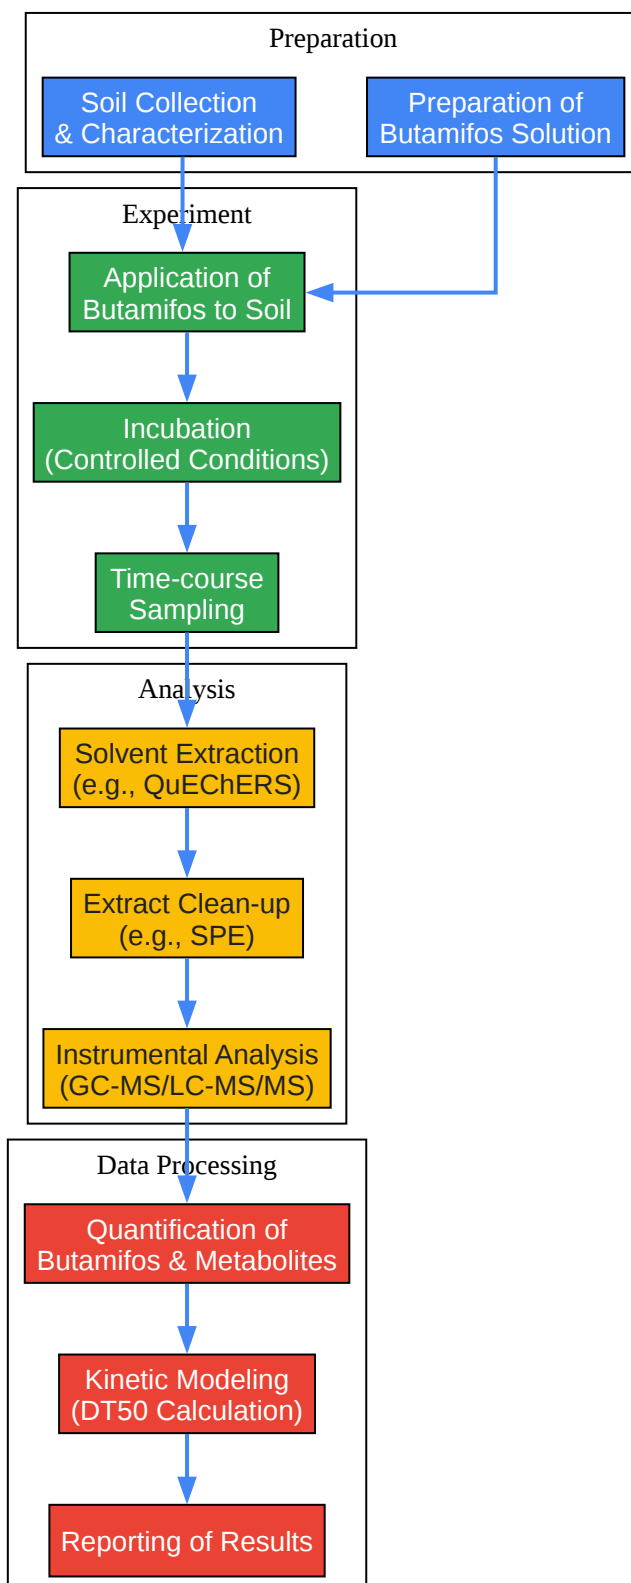 Preparation
Soil Collection
& Characterization
Preparation of
Butamifos Solution
Experiment
Application of
Butamifos to Soil
Incubation
(Controlled Conditions)
Time-course
Sampling
Analysis
Solvent Extraction
(e.g., QuEChERS)
Extract Clean-up
(e.g., SPE)
Instrumental Analysis
(GC-MS/LC-MS/MS)
Data Processing
Quantification of
Butamifos & Metabolites
Kinetic Modeling
(DT50 Calculation)
Reporting of Results